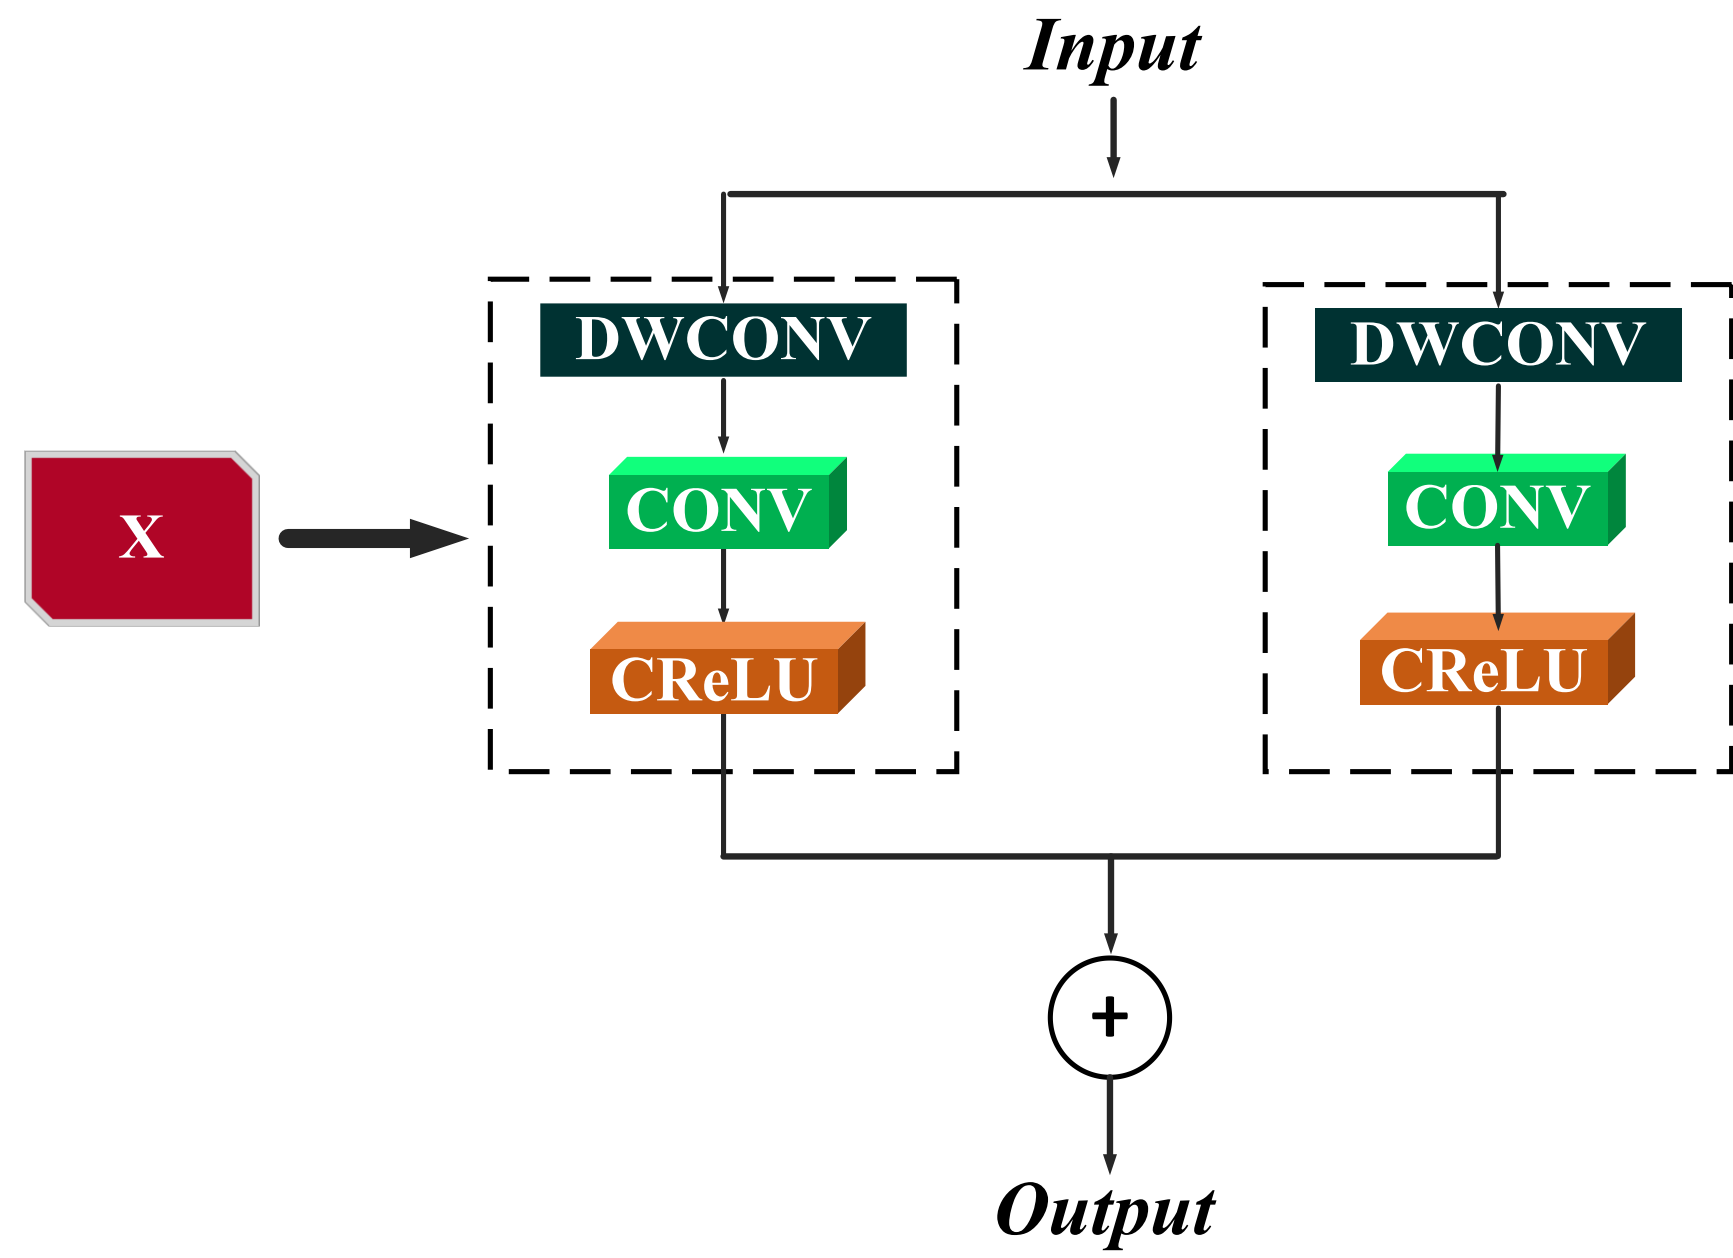 Input
DWCONV
DWCONV
CONV
CONV
X
CReLU
CReLU
+
Output